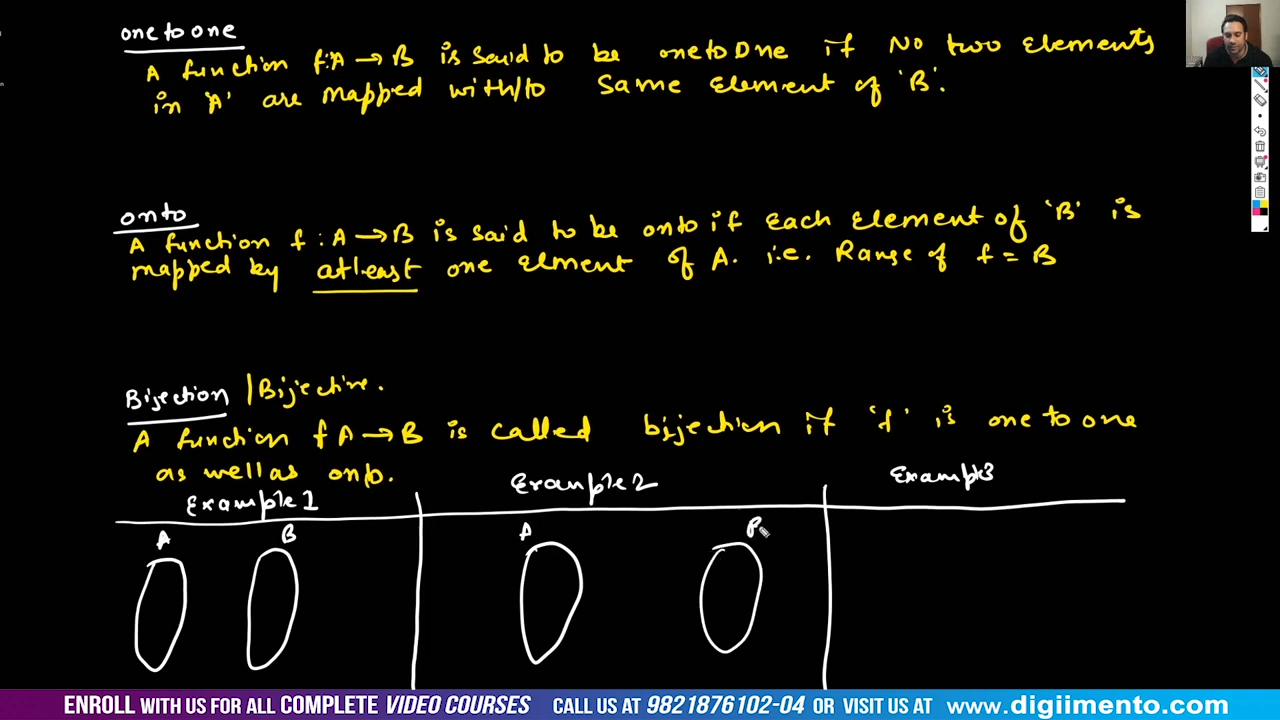 one to one
A function f:A → B is said to be one to One if No two Elements
in 'A' are mapped with/to Same Element of 'B'.
onto
A function f : A → B is said to be onto if Each Element of 'B' is
mapped by atleast one Elment of A. i.e. Range of f = B
Bijection / Bijective.
A function f A → B is called bijection if 'f' is one to one
as well as onto.
Example 1
Example 2
Example 3
A B
A
ENROLL WITH US FOR ALL COMPLETE VIDEO COURSES CALL US AT 9821876102-04 OR VISIT US AT www.digiimento.com